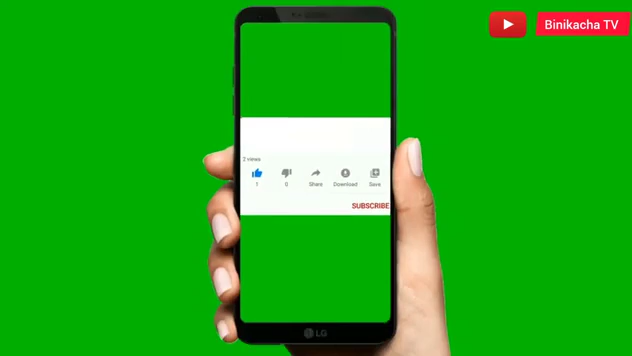 Binikacha TV
2 views
1 0 Share Download Save
SUBSCRIBE
LG